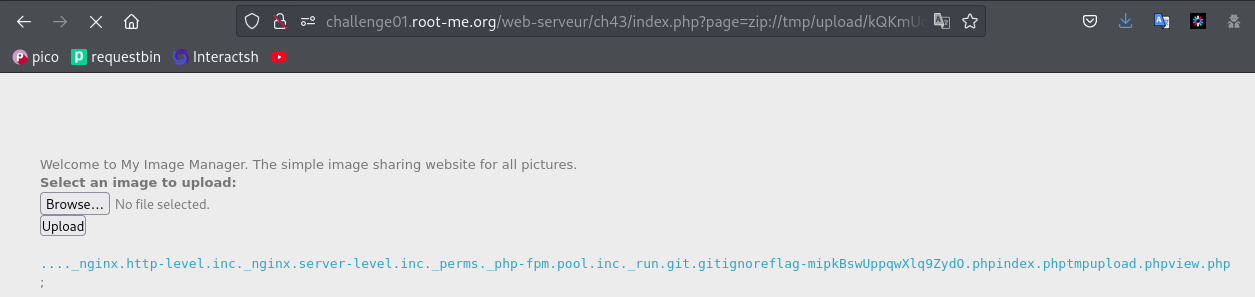 challenge01.root-me.org/web-serveur/ch43/index.php?page=zip://tmp/upload/kQKmU
pico requestbin Interactsh
Welcome to My Image Manager. The simple image sharing website for all pictures.
Select an image to upload:
Browse... No file selected.
Upload
...._nginx.http-level.inc._nginx.server-level.inc._perms._php-fpm.pool.inc._run.git.gitignoreflag-mipkBswUppqwXlq9ZydO.phpindex.phptmpupload.phpview.php
;